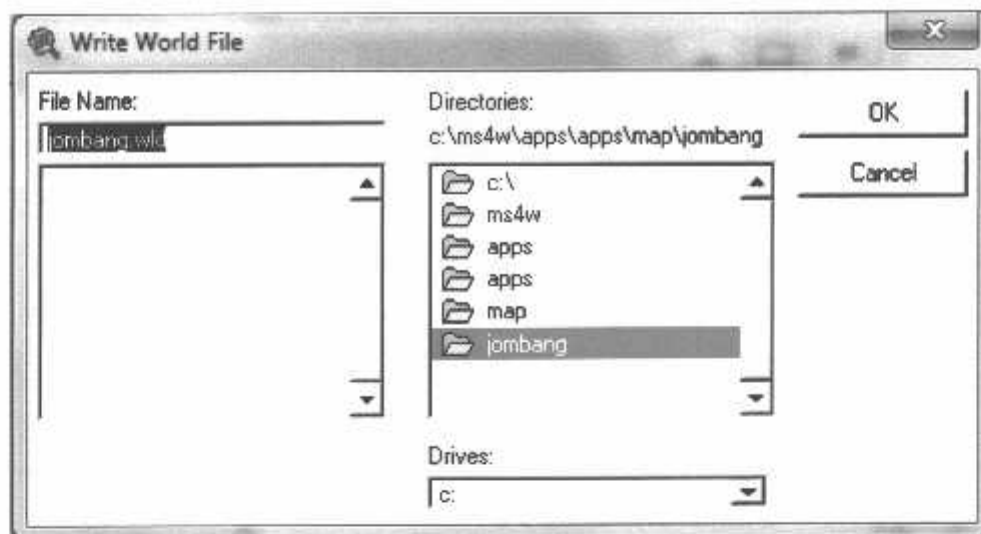 Write World File
File Name:
jombang.wld
Directories:
c:\ms4w\apps\apps\map\jombang
c:\
ms4w
apps
apps
map
jombang
Drives:
c:
OK
Cancel